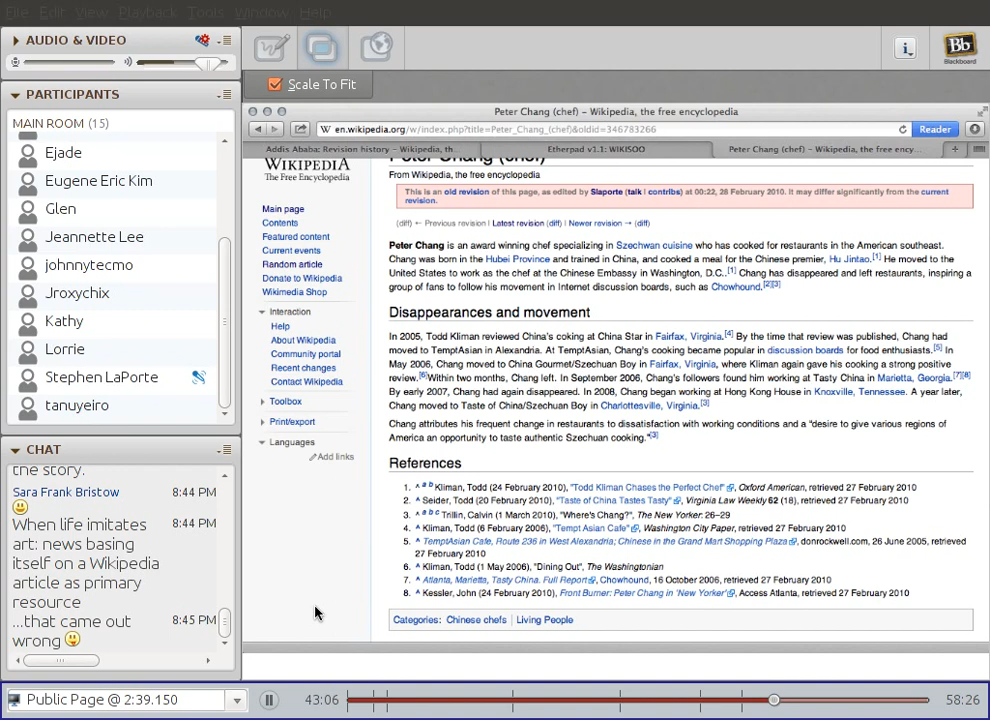 File Edit View Playback Tools Window Help
AUDIO & VIDEO
PARTICIPANTS
MAIN ROOM (15)
Ejade
Eugene Eric Kim
Glen
Jeannette Lee
johnnytecmo
Jroxychix
Kathy
Lorrie
Stephen LaPorte
tanuyeiro
CHAT
the story.
Sara Frank Bristow 8:44 PM
When life imitates 8:44 PM
art: news basing
itself on a Wikipedia
article as primary
resource
...that came out 8:45 PM
wrong
Public Page @ 2:39.150
43:06
58:26
i
Bb
Blackboard
Scale To Fit
Peter Chang (chef) – Wikipedia, the free encyclopedia
W en.wikipedia.org/w/index.php?title=Peter_Chang_(chef)&oldid=346783266
Reader
Addis Ababa: Revision history – Wikipedia, th...
Etherpad v1.1: WIKISOO
Peter Chang (chef) – Wikipedia, the free ency...
WIKIPEDIA
The Free Encyclopedia
Main page
Contents
Featured content
Current events
Random article
Donate to Wikipedia
Wikimedia Shop
Interaction
Help
About Wikipedia
Community portal
Recent changes
Contact Wikipedia
Toolbox
Print/export
Languages
Add links
Peter Chang (chef)
From Wikipedia, the free encyclopedia
This is an old revision of this page, as edited by Slaporte (talk | contribs) at 00:22, 28 February 2010. It may differ significantly from the current
revision.
(diff) ← Previous revision | Latest revision (diff) | Newer revision → (diff)
Peter Chang is an award winning chef specializing in Szechwan cuisine who has cooked for restaurants in the American southeast.
Chang was born in the Hubei Province and trained in China, and cooked a meal for the Chinese premier, Hu Jintao.[1] He moved to the
United States to work as the chef at the Chinese Embassy in Washington, D.C..[1] Chang has disappeared and left restaurants, inspiring a
group of fans to follow his movement in Internet discussion boards, such as Chowhound.[2][3]
Disappearances and movement
In 2005, Todd Kliman reviewed China's coking at China Star in Fairfax, Virginia.[4] By the time that review was published, Chang had
moved to TemptAsian in Alexandria. At TempAsian, Chang's cooking became popular in discussion boards for food enthusiasts.[5] In
May 2006, Chang moved to China Gourmet/Szechuan Boy in Fairfax, Virginia, where Kliman again gave his cooking a strong positive
review.[6]Within two months, Chang left. In September 2006, Chang's followers found him working at Tasty China in Marietta, Georgia.[7][8]
By early 2007, Chang had again disappeared. In 2008, Chang began working at Hong Kong House in Knoxville, Tennessee. A year later,
Chang moved to Taste of China/Szechuan Boy in Charlottesville, Virginia.[3]
Chang attributes his frequent change in restaurants to dissatisfaction with working conditions and a "desire to give various regions of
America an opportunity to taste authentic Szechuan cooking."[3]
References
1. ^ a b Kliman, Todd (24 February 2010), "Todd Kliman Chases the Perfect Chef", Oxford American, retrieved 27 February 2010
2. ^ Seider, Todd (20 February 2010), "Taste of China Tastes Tasty", Virginia Law Weekly 62 (18), retrieved 27 February 2010
3. ^ a b c Trillin, Calvin (1 March 2010), "Where's Chang?", The New Yorker: 26–29
4. ^ Kliman, Todd (6 February 2006), "Tempt Asian Cafe", Washington City Paper, retrieved 27 February 2010
5. ^ TemptAsian Cafe, Route 236 in West Alexandria; Chinese in the Grand Mart Shopping Plaza, donrockwell.com, 26 June 2005, retrieved
27 February 2010
6. ^ Kliman, Todd (1 May 2006), "Dining Out", The Washingtonian
7. ^ Atlanta, Marietta, Tasty China. Full Report, Chowhound, 16 October 2006, retrieved 27 February 2010
8. ^ Kessler, John (24 February 2010), Front Burner: Peter Chang in 'New Yorker', Access Atlanta, retrieved 27 February 2010
Categories: Chinese chefs | Living People